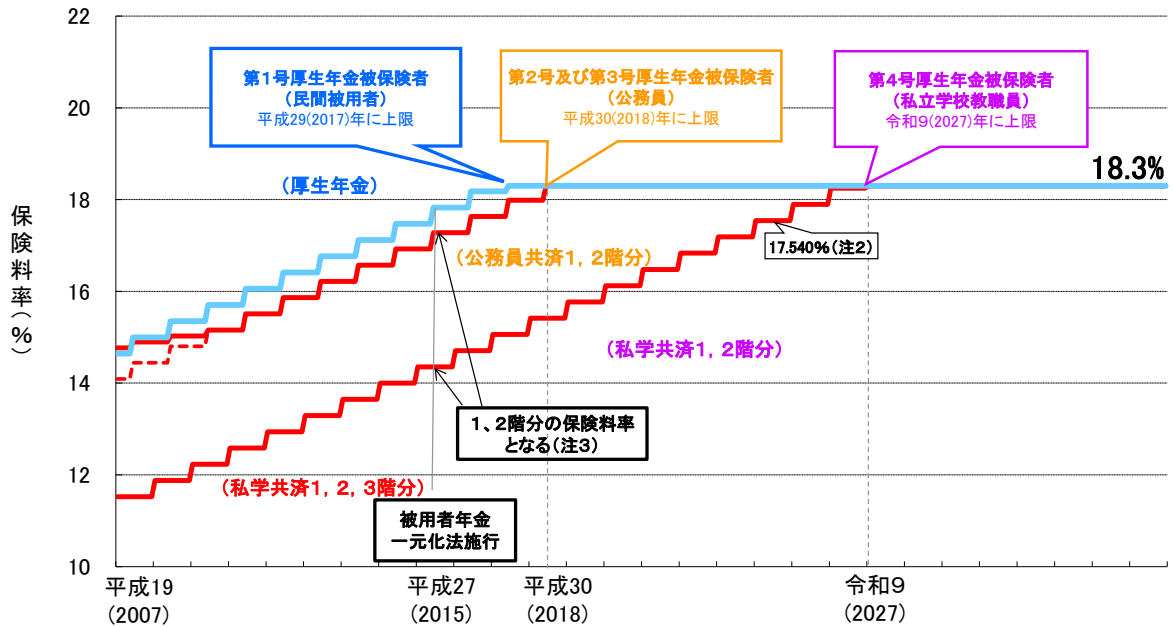 22
20
18
16
14
12
10
保険料率(%)
第1号厚生年金被保険者
(民間被用者)
平成29(2017)年に上限
第2号及び第3号厚生年金被保険者
(公務員)
平成30(2018)年に上限
第4号厚生年金被保険者
(私立学校教職員)
令和9(2027)年に上限
18.3%
(厚生年金)
(公務員共済1, 2階分)
17.540%(注2)
(私学共済1, 2階分)
1、2階分の保険料率
となる(注3)
(私学共済1, 2, 3階分)
被用者年金
一元化法施行
平成19
(2007)
平成27
(2015)
平成30
(2018)
令和9
(2027)